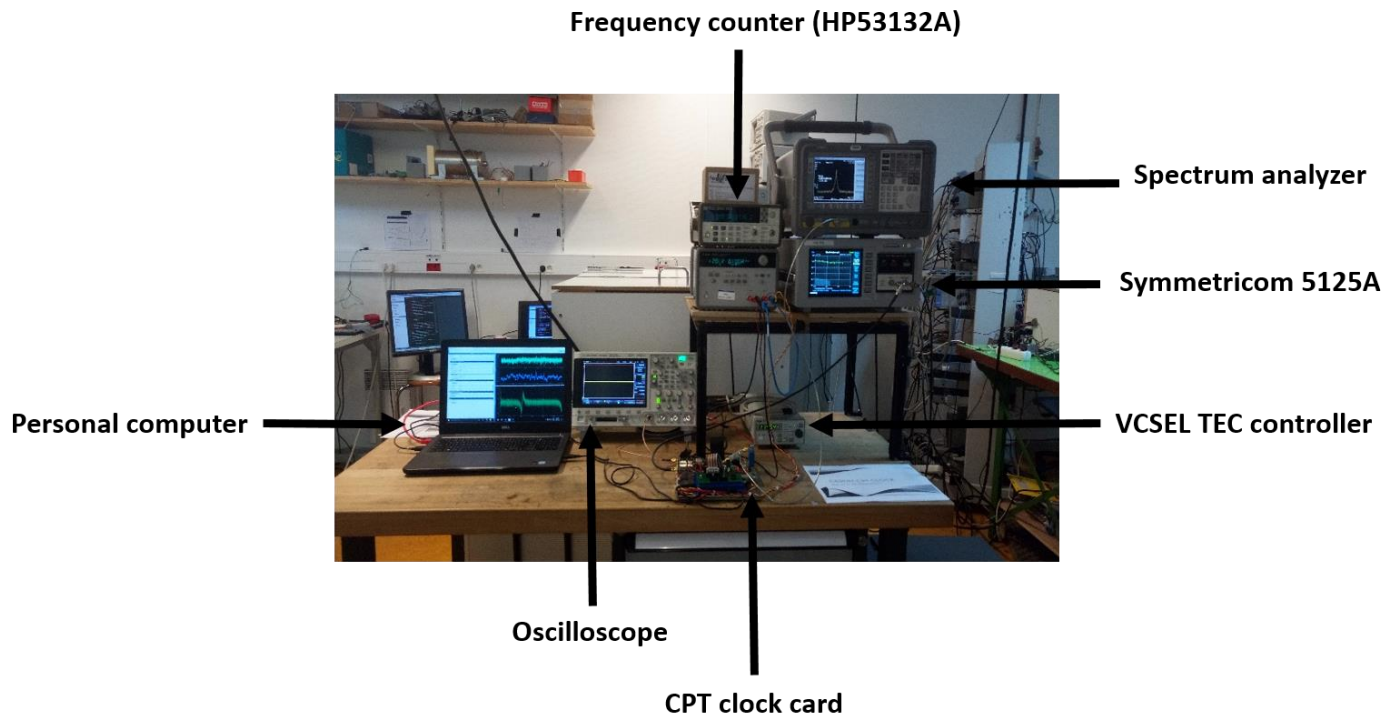 Frequency counter (HP53132A)
Spectrum analyzer
Symmetricom 5125A
Personal computer
VCSEL TEC controller
Oscilloscope
CPT clock card